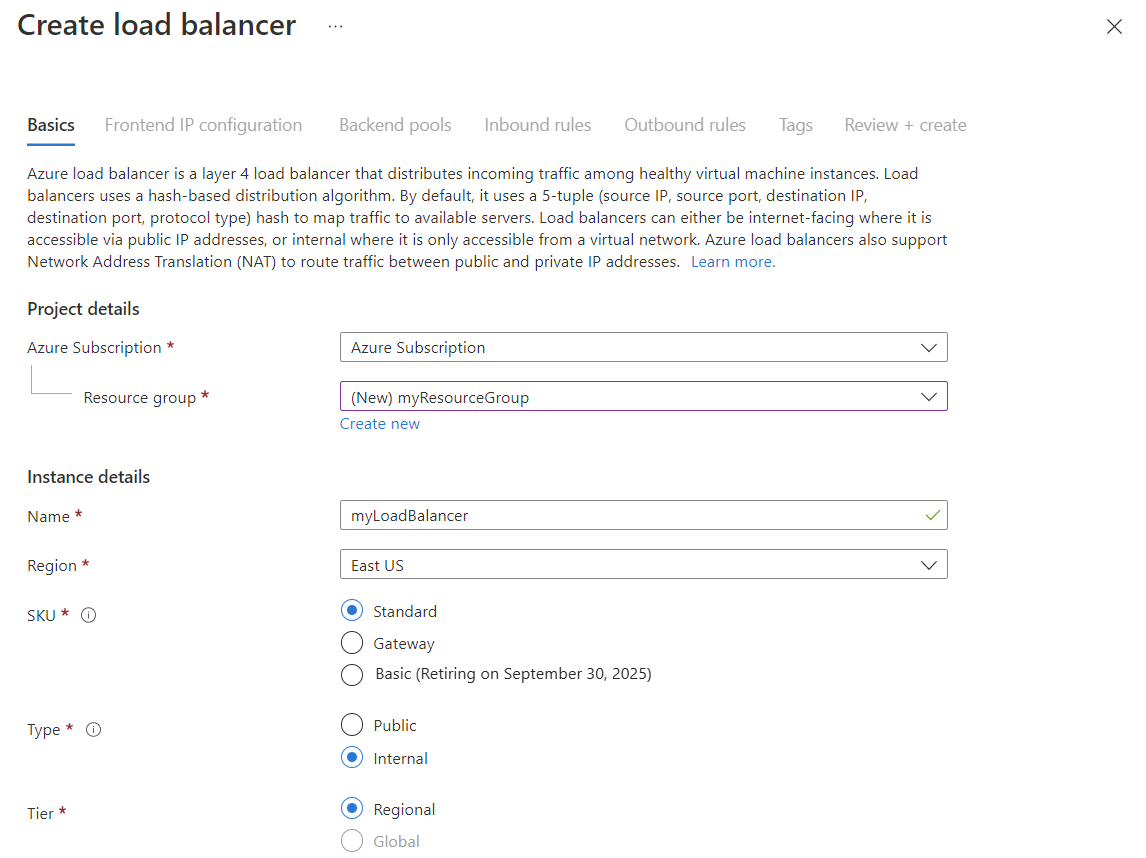 Create load balancer ...
Basics Frontend IP configuration Backend pools Inbound rules Outbound rules Tags Review + create
Azure load balancer is a layer 4 load balancer that distributes incoming traffic among healthy virtual machine instances. Load
balancers uses a hash-based distribution algorithm. By default, it uses a 5-tuple (source IP, source port, destination IP,
destination port, protocol type) hash to map traffic to available servers. Load balancers can either be internet-facing where it is
accessible via public IP addresses, or internal where it is only accessible from a virtual network. Azure load balancers also support
Network Address Translation (NAT) to route traffic between public and private IP addresses. Learn more.
Project details
Azure Subscription * Azure Subscription
Resource group * (New) myResourceGroup
Create new
Instance details
Name * myLoadBalancer
Region * East US
SKU * Standard
Gateway
Basic (Retiring on September 30, 2025)
Type * Public
Internal
Tier * Regional
Global